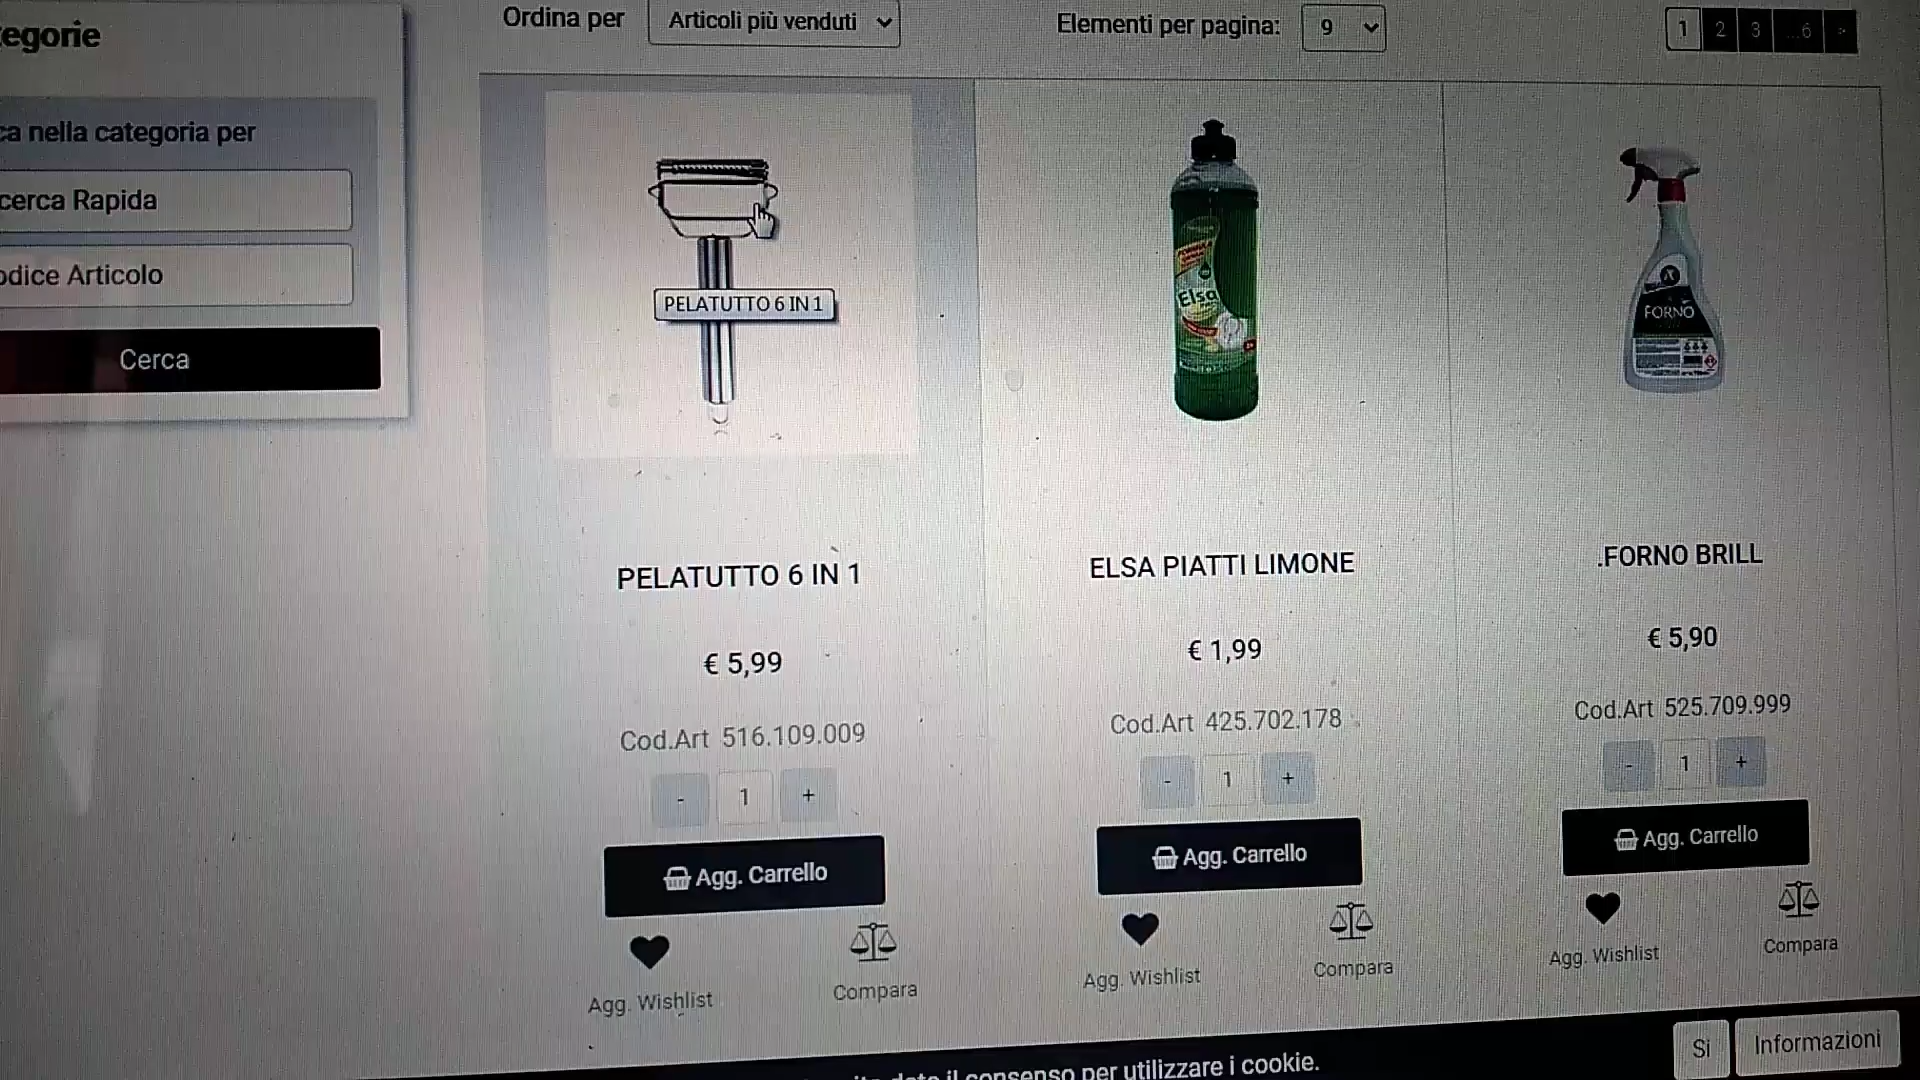 egorie
Ordina per
Articoli più venduti
Elementi per pagina:
9
1 2 3 ...6 >
ca nella categoria per
cerca Rapida
odice Articolo
Cerca
PELATUTTO 6 IN 1
Elsa
FORNO
PELATUTTO 6 IN 1
ELSA PIATTI LIMONE
.FORNO BRILL
€ 5,99
€ 1,99
€ 5,90
Cod.Art 516.109.009
Cod.Art 425.702.178
Cod.Art 525.709.999
- 1 +
- 1 +
- 1 +
Agg. Carrello
Agg. Carrello
Agg. Carrello
Agg. Wishlist
Compara
Agg. Wishlist
Compara
Agg. Wishlist
Compara
il consenso per utilizzare i cookie.
Si
Informazioni